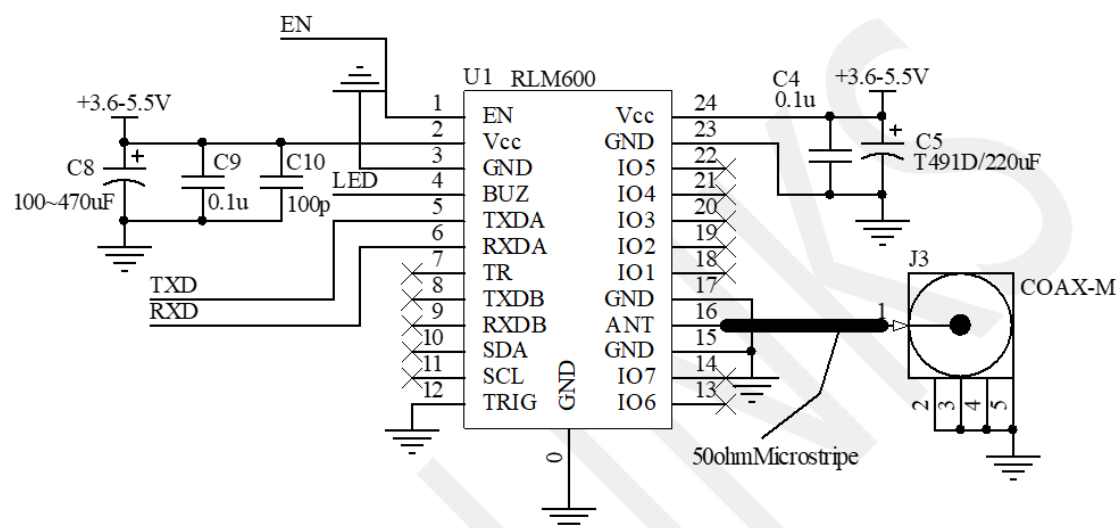 EN
U1 RLM600
+3.6-5.5V
C8
100~470uF
C9
0.1u
C10
100p
LED
TXD
RXD
1 EN
2 Vcc
3 GND
4 BUZ
5 TXDA
6 RXDA
7 TR
8 TXDB
9 RXDB
10 SDA
11 SCL
12 TRIG
GND
0
24 Vcc
23 GND
22 IO5
21 IO4
20 IO3
19 IO2
18 IO1
17 GND
16 ANT
15 GND
14 IO7
13 IO6
C4
0.1u
+3.6-5.5V
+
C5
T491D/220uF
+
J3
COAX-M
1
2
3
4
5
50ohmMicrostripe